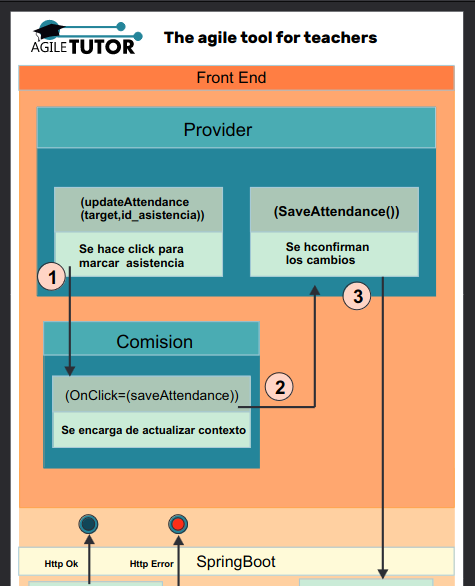 AGILE TUTOR
The agile tool for teachers
Front End
Provider
(updateAttendance
(target,id_asistencia))
Se hace click para
marcar asistencia
(SaveAttendance())
Se hconfirman
los cambios
1
3
Comision
(OnClick=(saveAttendance))
2
Se encarga de actualizar contexto
Http Ok
Http Error
SpringBoot